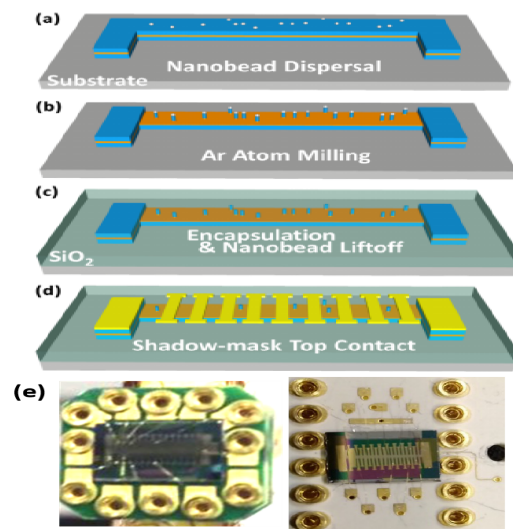 (a)
Nanobead Dispersal
Substrate
(b)
Ar Atom Milling
(c)
Encapsulation
& Nanobead Liftoff
SiO₂
(d)
Shadow-mask Top Contact
(e)